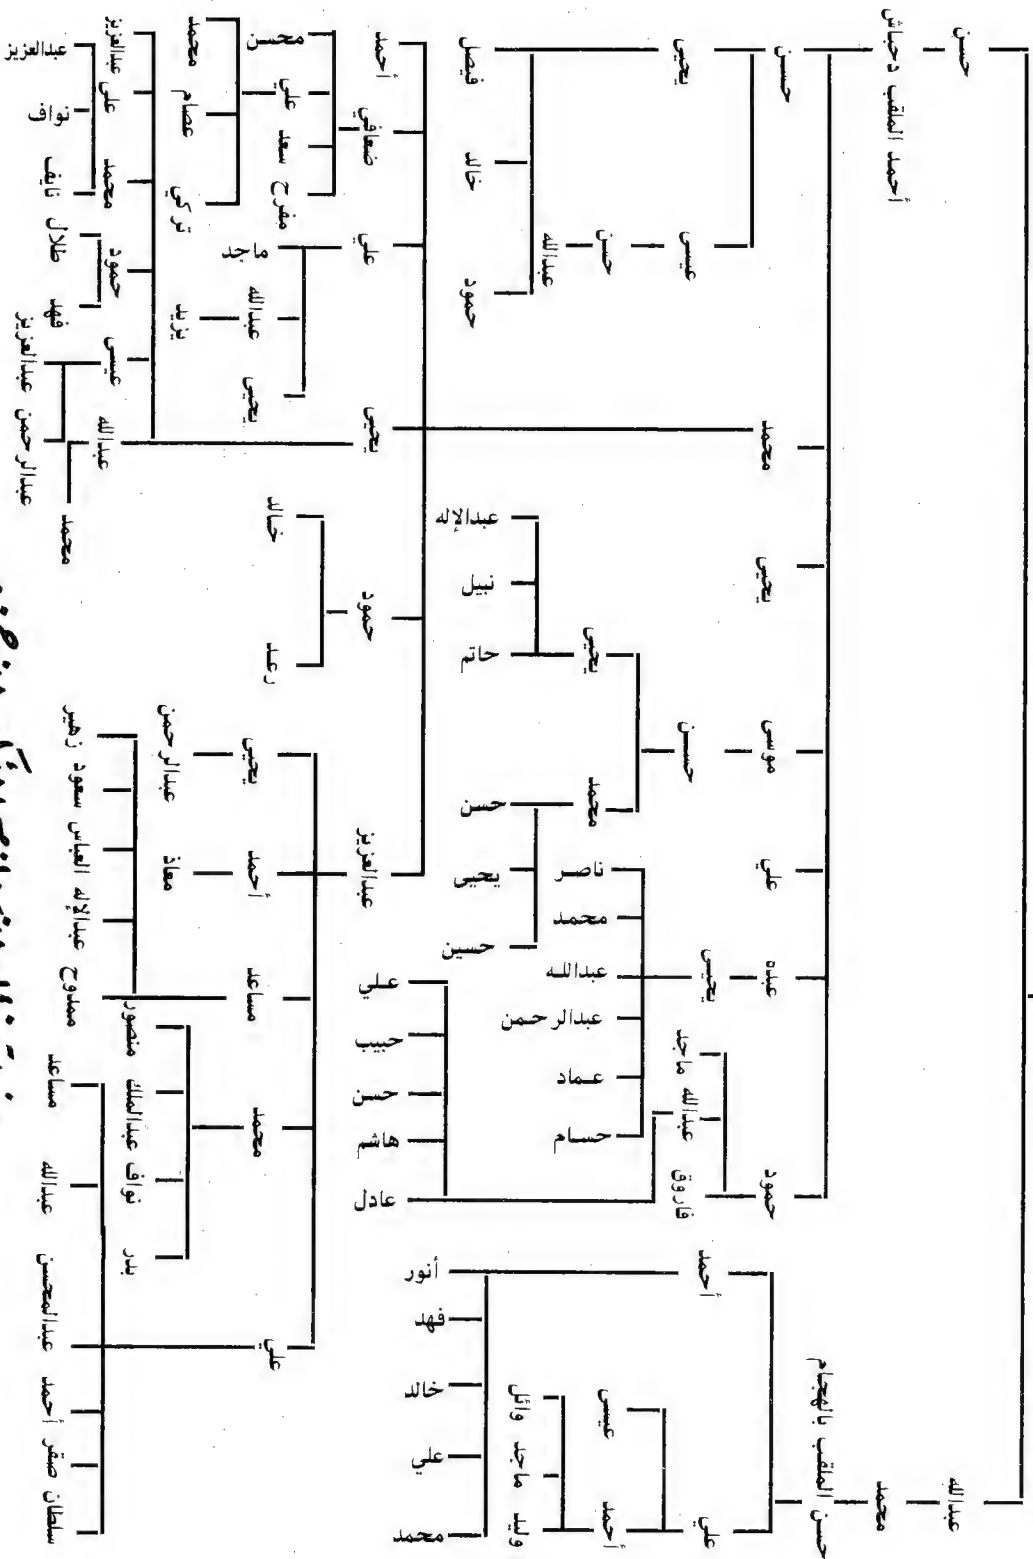 حسن
عبدالله
أحمد الملقب دحباش
محمد
حسن الملقب بالهجام
حسن
محمد
يحيى
موسى
علي
عبده
حمود
يحيى
عيسى
حسن
عبدالله
فيصل
خالد
حمود
حسن
يحيى
محمد
عبدالإله
نبيل
حاتم
حسن
يحيى
حسين
يحيى
ناصر
محمد
عبدالله
عبدالرحمن
عماد
حسام
ماجد
عبدالله
فاروق
علي
حبيب
حسن
هاشم
عادل
أحمد
علي
أنور
فهد
خالد
علي
محمد
عيسى
أحمد
وائل
ماجد
وليد
أحمد
ضعافي
علي
يحيى
حمود
عبدالعزيز
محسن
علي
سعد
مفرح
محمد
عصام
تركي
ماجد
عبدالله
يحيى
يزيد
عبدالعزيز
علي
محمد
حمود
عيسى
عبدالله
عبدالعزيز
نواف
نايف
طلال
فهد
عبدالعزيز
عبدالرحمن
محمد
خالد
رعد
يحيى
أحمد
مساعد
محمد
علي
عبدالرحمن
معاذ
زهير
سعود
العباس
عبدالإله
ممدوح
منصور
عبدالملك
نواف
بدر
مساعد
عبدالله
عبدالمحسن
أحمد
صقر
سلطان